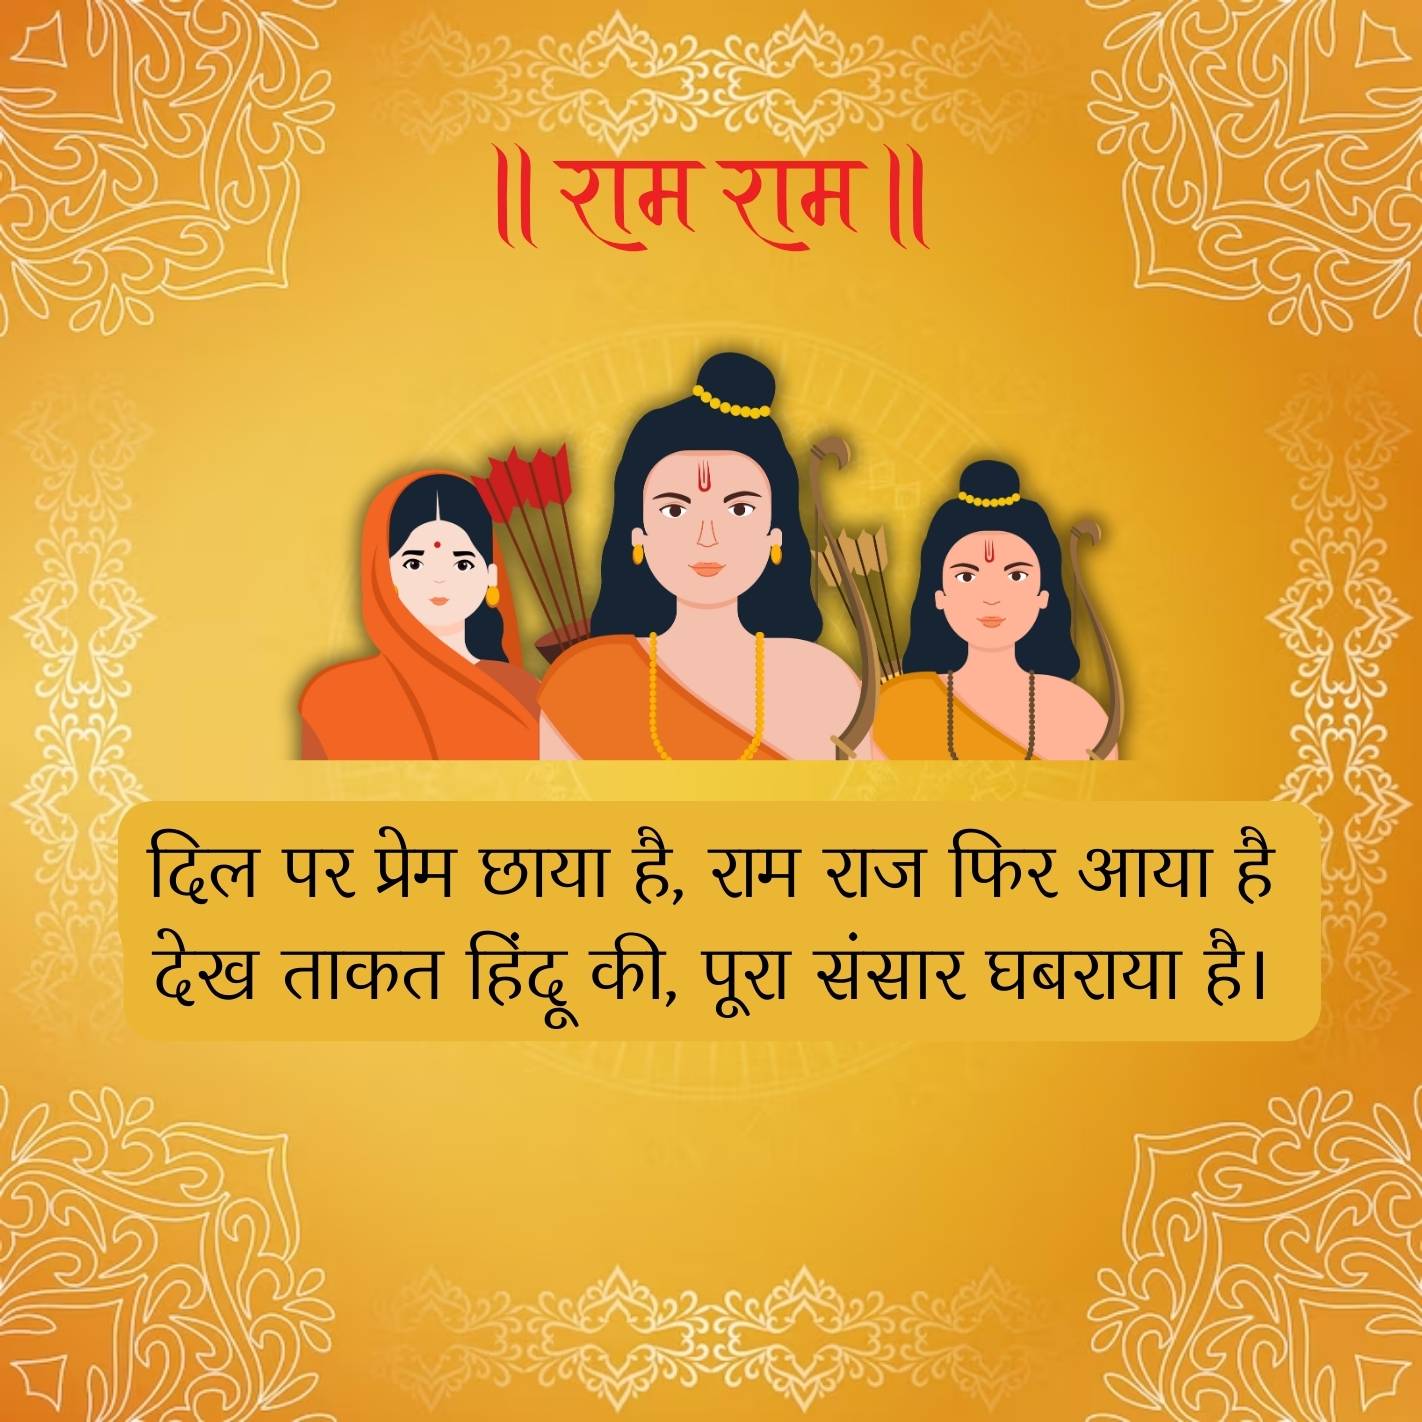 ॥ राम राम ॥
दिल पर प्रेम छाया है, राम राज फिर आया है
देख ताकत हिंदू की, पूरा संसार घबराया है।